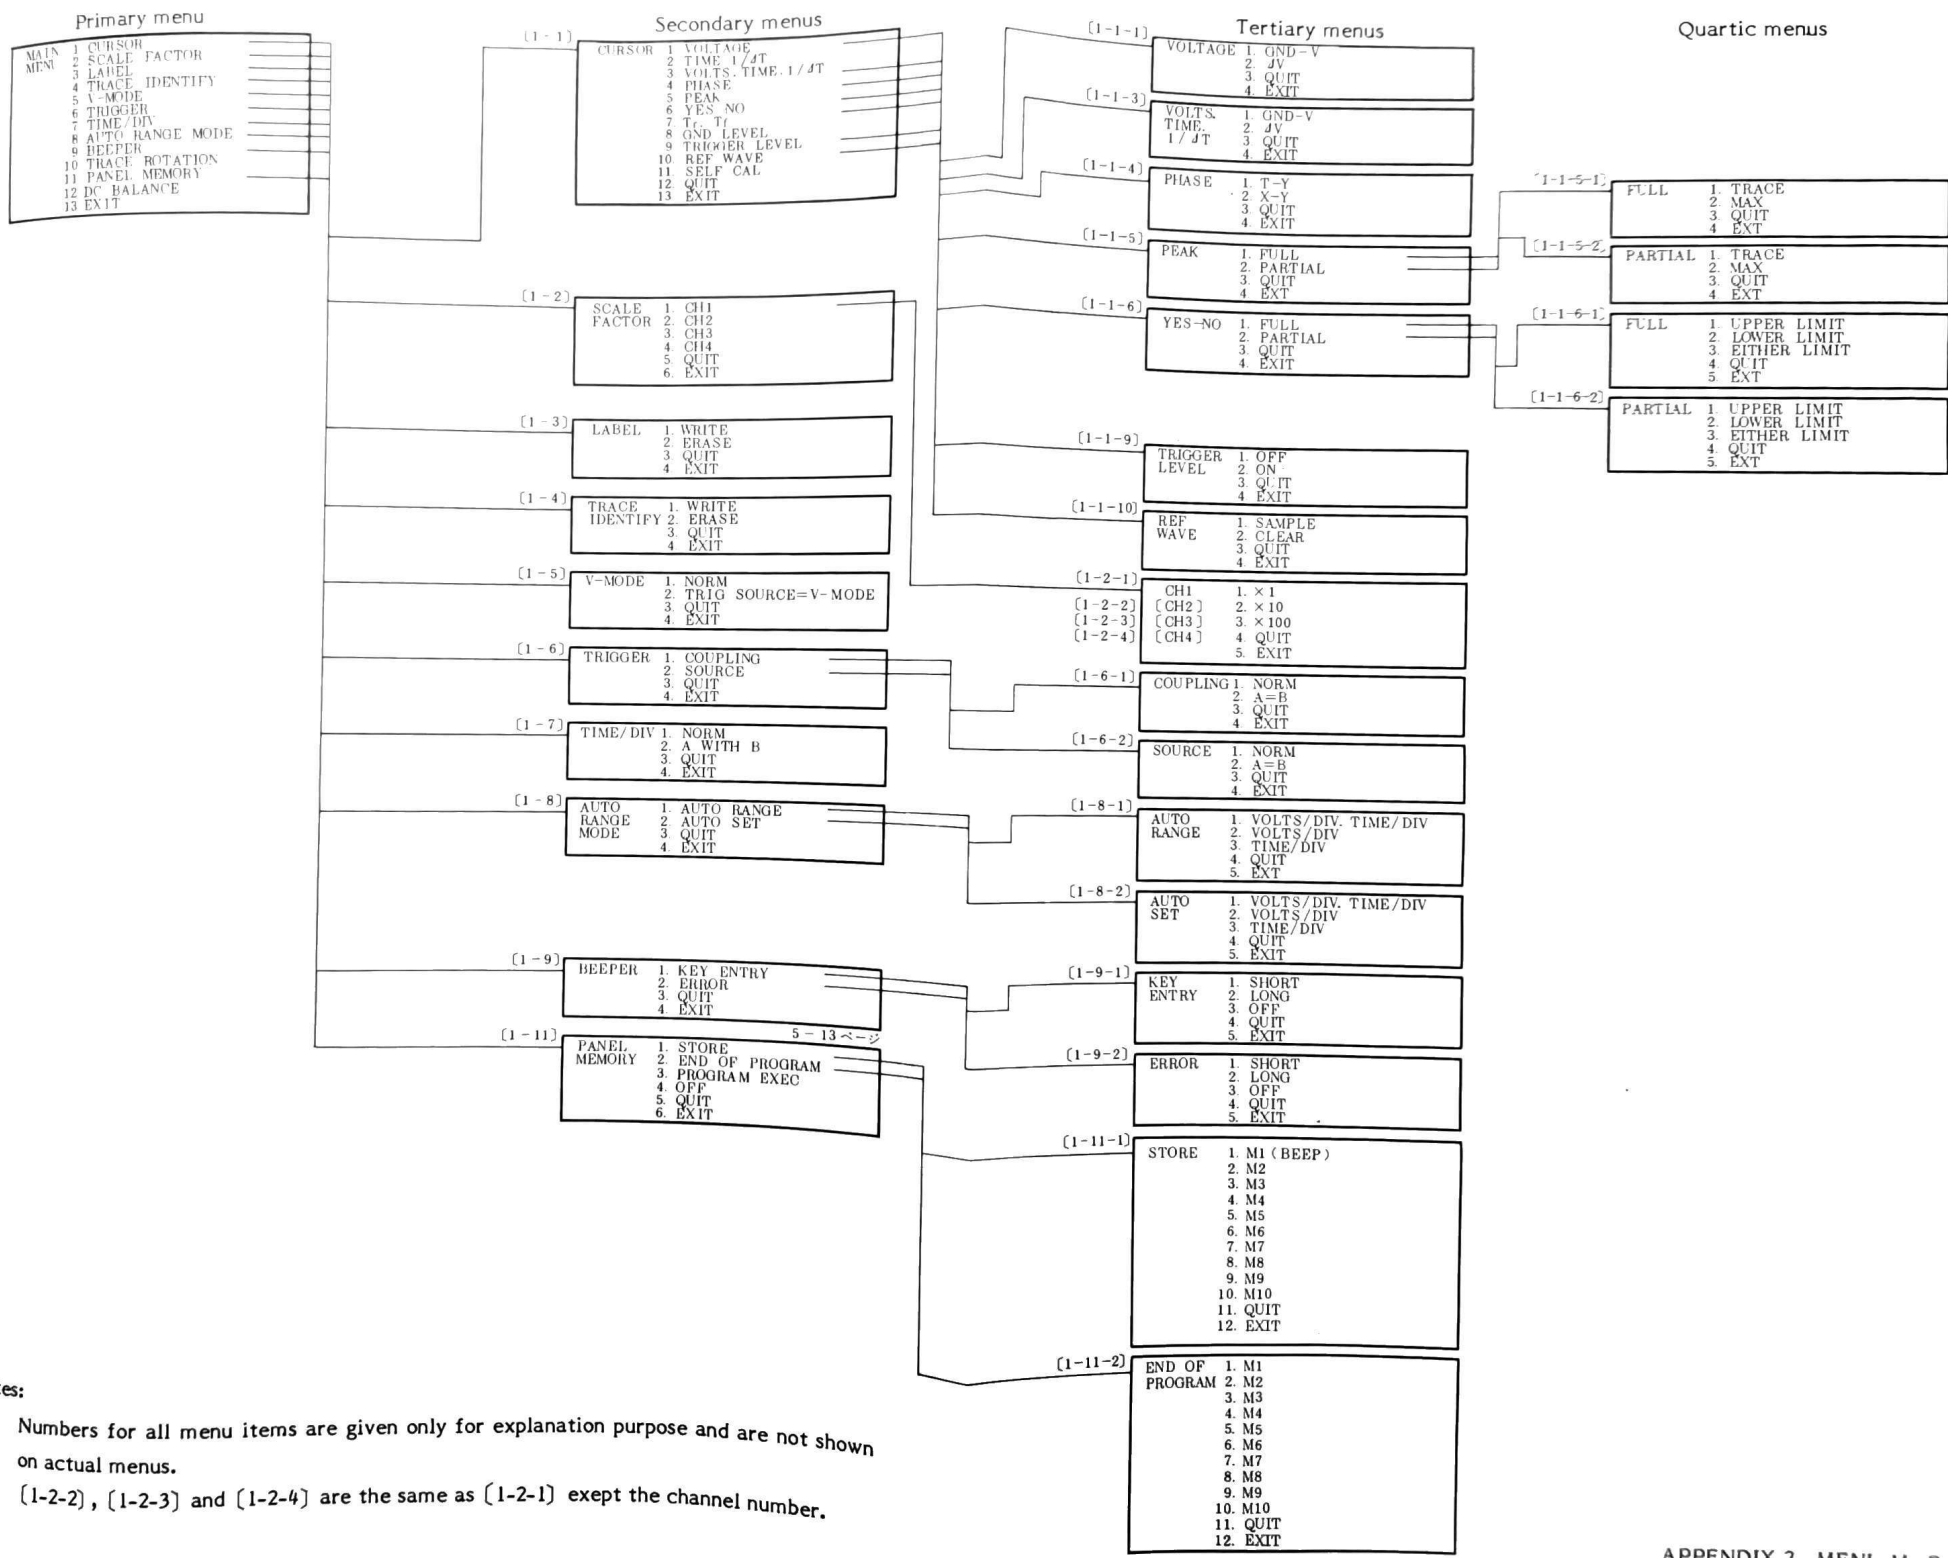 Primary menu
MAIN 1 CURSOR
MENU 2 SCALE FACTOR
3 LABEL
4 TRACE IDENTIFY
5 V-MODE
6 TRIGGER
7 TIME/DIV
8 AUTO RANGE MODE
9 BEEPER
10 TRACE ROTATION
11 PANEL MEMORY
12 DC BALANCE
13 EXIT
Secondary menus
[1-1]
CURSOR 1 VOLTAGE
2 TIME 1/⊿T
3 VOLTS. TIME. 1/⊿T
4 PHASE
5 PEAK
6 YES NO
7. Tr. Tf
8 GND LEVEL
9 TRIGGER LEVEL
10. REF WAVE
11. SELF CAL
12. QUIT
13 EXIT
[1-2]
SCALE 1. CH1
FACTOR 2. CH2
3. CH3
4. CH4
5. QUIT
6. EXIT
[1-3]
LABEL 1. WRITE
2. ERASE
3. QUIT
4 EXIT
[1-4]
TRACE 1. WRITE
IDENTIFY 2. ERASE
3. QUIT
4 EXIT
[1-5]
V-MODE 1. NORM
2. TRIG SOURCE=V-MODE
3. QUIT
4. EXIT
[1-6]
TRIGGER 1. COUPLING
2. SOURCE
3. QUIT
4. EXIT
[1-7]
TIME/DIV 1. NORM
2. A WITH B
3. QUIT
4. EXIT
[1-8]
AUTO 1. AUTO RANGE
RANGE 2. AUTO SET
MODE 3 QUIT
4. EXIT
[1-9]
BEEPER 1. KEY ENTRY
2. ERROR
3. QUIT
4. EXIT
5-13ページ
[1-11]
PANEL 1. STORE
MEMORY 2. END OF PROGRAM
3. PROGRAM EXEC
4. OFF
5. QUIT
6. EXIT
Tertiary menus
[1-1-1]
VOLTAGE 1. GND-V
2. ⊿V
3. QUIT
4. EXIT
[1-1-3]
VOLTS. 1. GND-V
TIME. 2. ⊿V
1/⊿T 3 QUIT
4. EXIT
[1-1-4]
PHASE 1. T-Y
2. X-Y
3. QUIT
4. EXIT
[1-1-5]
PEAK 1. FULL
2. PARTIAL
3. QUIT
4. EXT
[1-1-6]
YES-NO 1. FULL
2. PARTIAL
3. QUIT
4. EXIT
[1-1-9]
TRIGGER 1. OFF
LEVEL 2. ON
3. QUIT
4 EXIT
[1-1-10]
REF 1. SAMPLE
WAVE 2. CLEAR
3. QUIT
4. EXIT
[1-2-1] CH1 1. ×1
[1-2-2] [CH2] 2. ×10
[1-2-3] [CH3] 3. ×100
[1-2-4] [CH4] 4. QUIT
5. EXIT
[1-6-1]
COUPLING 1. NORM
2. A=B
3. QUIT
4. EXIT
[1-6-2]
SOURCE 1. NORM
2. A=B
3. QUIT
4. EXIT
[1-8-1]
AUTO 1. VOLTS/DIV. TIME/DIV
RANGE 2. VOLTS/DIV
3. TIME/DIV
4. QUIT
5. EXT
[1-8-2]
AUTO 1. VOLTS/DIV. TIME/DIV
SET 2. VOLTS/DIV
3. TIME/DIV
4. QUIT
5. EXIT
[1-9-1]
KEY 1. SHORT
ENTRY 2. LONG
3. OFF
4. QUIT
5. EXIT
[1-9-2]
ERROR 1. SHORT
2. LONG
3. OFF
4. QUIT
5. EXIT
[1-11-1]
STORE 1. M1 (BEEP)
2. M2
3. M3
4. M4
5. M5
6. M6
7. M7
8. M8
9. M9
10. M10
11. QUIT
12. EXIT
[1-11-2]
END OF 1. M1
PROGRAM 2. M2
3. M3
4. M4
5. M5
6. M6
7. M7
8. M8
9. M9
10. M10
11. QUIT
12. EXIT
Quartic menus
[1-1-5-1]
FULL 1. TRACE
2. MAX
3. QUIT
4 EXT
[1-1-5-2]
PARTIAL 1. TRACE
2. MAX
3. QUIT
4. EXT
[1-1-6-1]
FULL 1. UPPER LIMIT
2. LOWER LIMIT
3. EITHER LIMIT
4. QUIT
5. EXT
[1-1-6-2]
PARTIAL 1. UPPER LIMIT
2. LOWER LIMIT
3. EITHER LIMIT
4. QUIT
5. EXT
es:
Numbers for all menu items are given only for explanation purpose and are not shown
on actual menus.
[1-2-2], [1-2-3] and [1-2-4] are the same as [1-2-1] exept the channel number.
APPENDIX 2